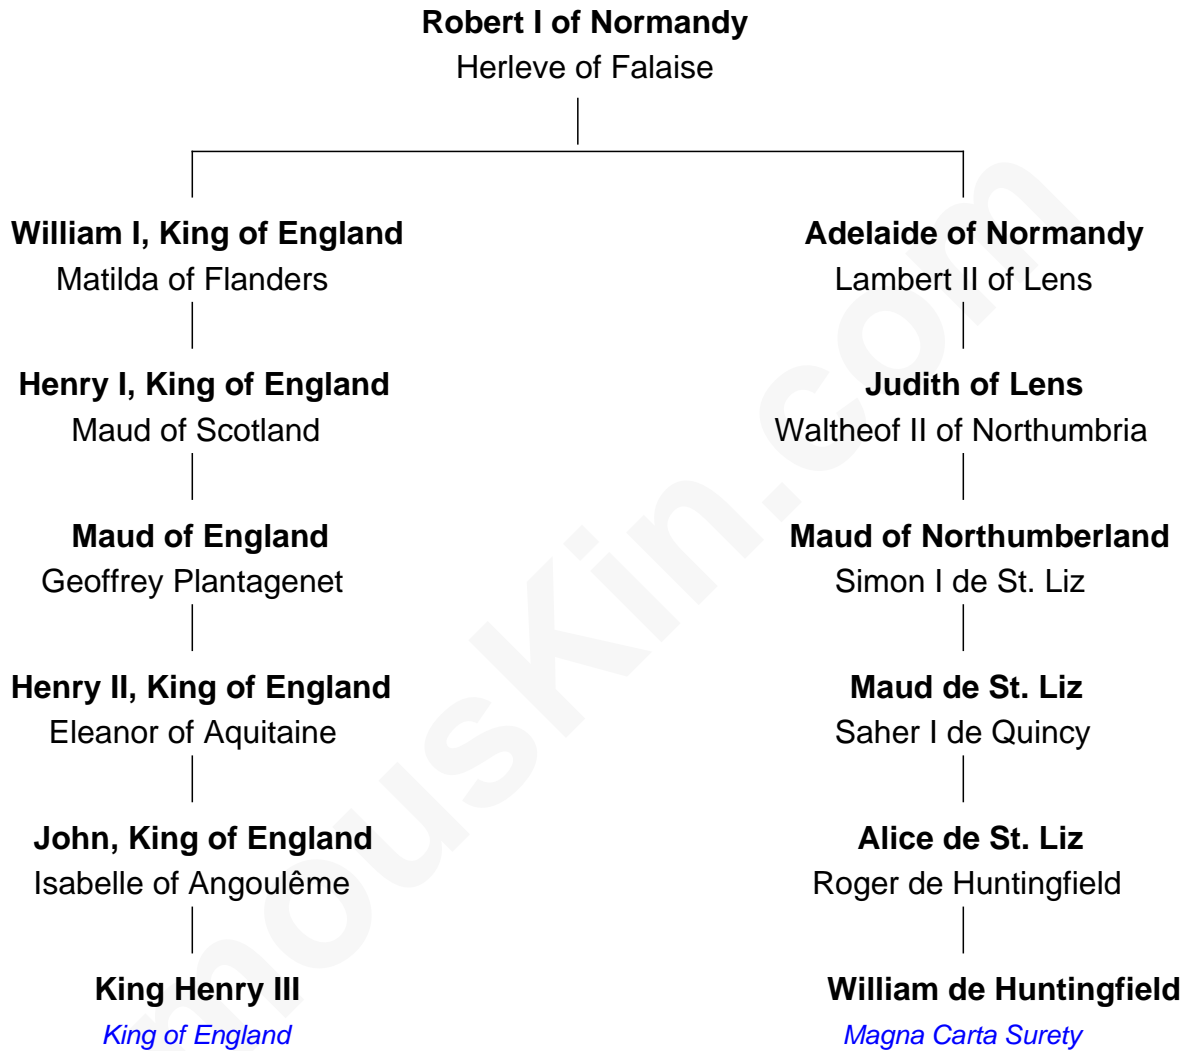 Robert I of Normandy
Herleve of Falaise
William I, King of England
Matilda of Flanders
Adelaide of Normandy
Lambert II of Lens
Henry I, King of England
Maud of Scotland
Judith of Lens
Waltheof II of Northumbria
Maud of England
Geoffrey Plantagenet
Maud of Northumberland
Simon I de St. Liz
Henry II, King of England
Eleanor of Aquitaine
Maud de St. Liz
Saher I de Quincy
John, King of England
Isabelle of Angoulême
Alice de St. Liz
Roger de Huntingfield
King Henry III
King of England
William de Huntingfield
Magna Carta Surety
mousKin.com